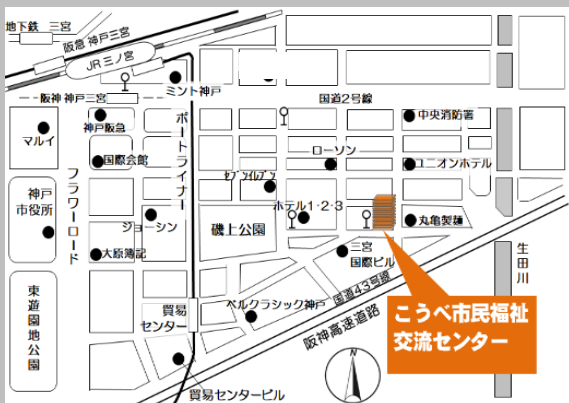 地下鉄 三宮
阪急 神戸三宮
JR三ノ宮
ミント神戸
阪神 神戸三宮
国道2号線
マルイ
神戸阪急
中央消防署
国際会館
ローソン
ユニオンホテル
ポートライナー
フラワーロード
セブンイレブン
神戸
市役所
ジョーシン
ホテル1・2・3
磯上公園
丸亀製麺
大原簿記
三宮
国際ビル
生田川
国道43号線
東遊園地公園
貿易
センター
ベルクラシック神戸
阪神高速道路
こうべ市民福祉
交流センター
貿易センタービル